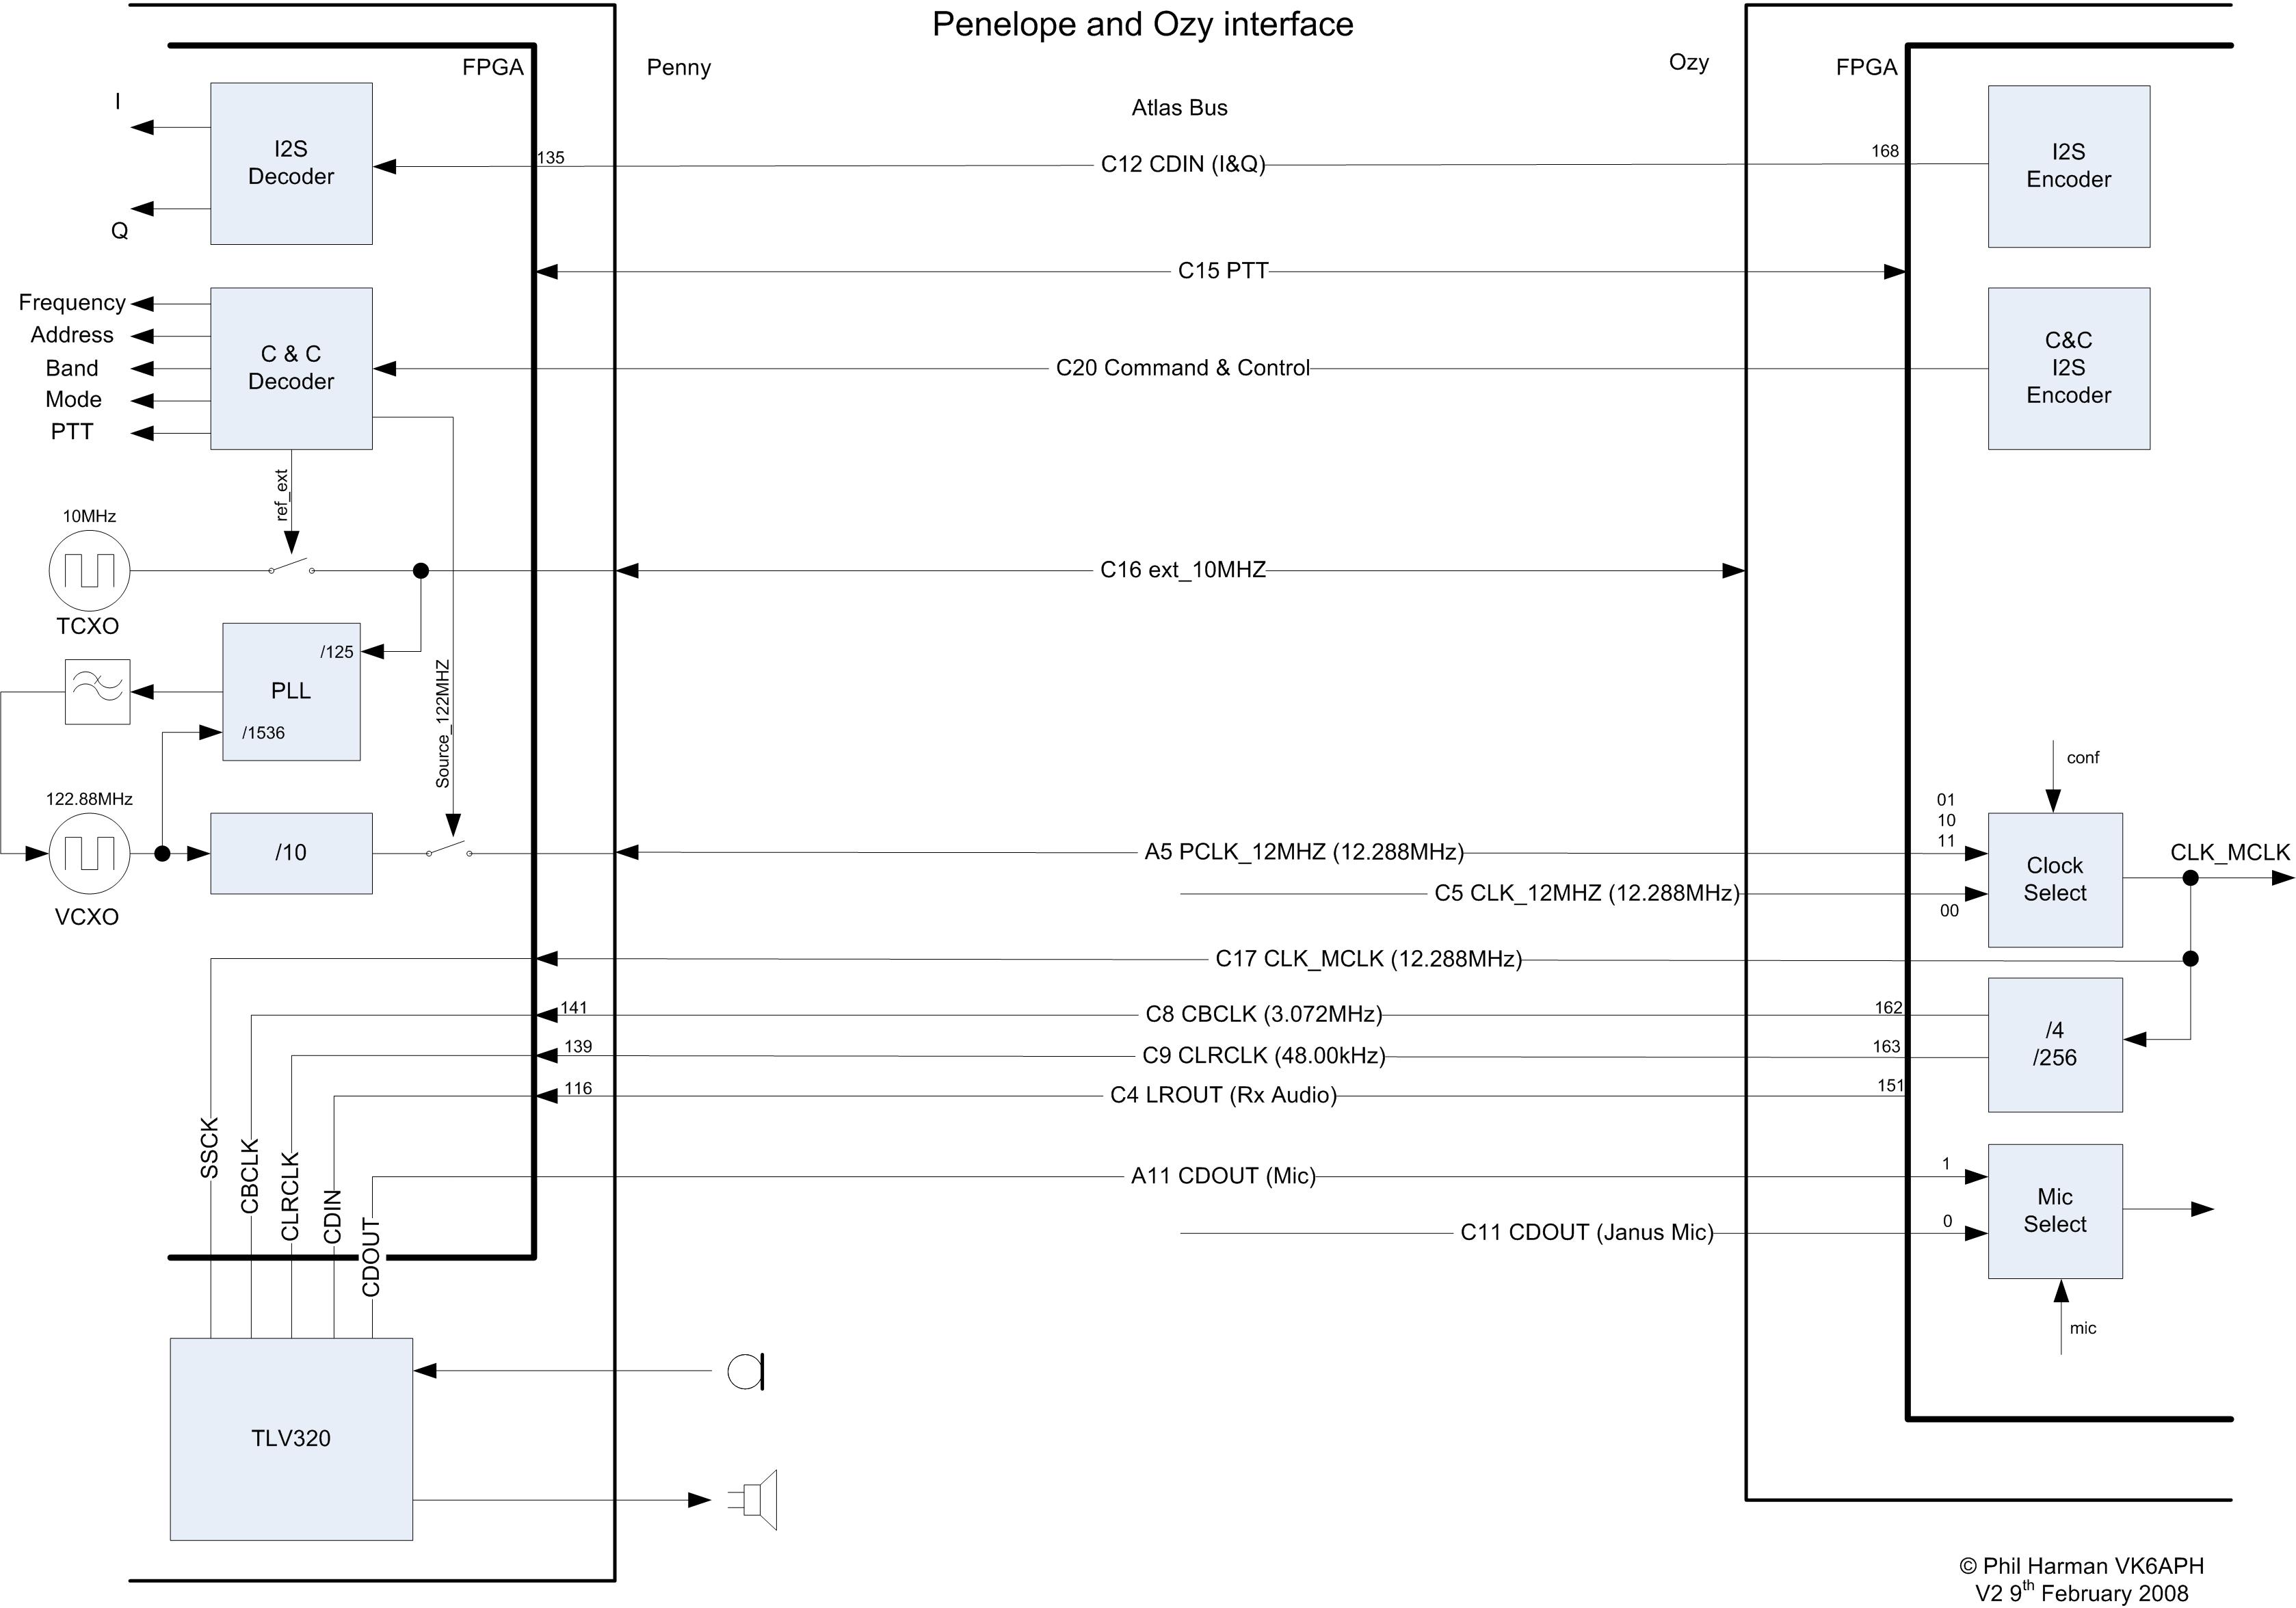 Penelope and Ozy interface
FPGA
Penny
Ozy
FPGA
Atlas Bus
I
Q
I2S
Decoder
135
C12 CDIN (I&Q)
168
I2S
Encoder
C15 PTT
Frequency
Address
Band
Mode
PTT
C & C
Decoder
C20 Command & Control
C&C
I2S
Encoder
ref_ext
10MHz
TCXO
C16 ext_10MHZ
/125
PLL
/1536
Source_122MHZ
conf
122.88MHz
VCXO
/10
A5 PCLK_12MHZ (12.288MHz)
01
10
11
Clock
Select
CLK_MCLK
C5 CLK_12MHZ (12.288MHz)
00
C17 CLK_MCLK (12.288MHz)
141
C8 CBCLK (3.072MHz)
162
139
C9 CLRCLK (48.00kHz)
163
/4
/256
116
C4 LROUT (Rx Audio)
151
SSCK
CBCLK
CLRCLK
CDIN
CDOUT
A11 CDOUT (Mic)
1
Mic
Select
C11 CDOUT (Janus Mic)
0
mic
TLV320
© Phil Harman VK6APH
V2 9th February 2008